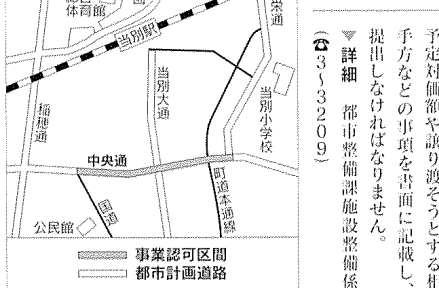 予定対価額や譲り渡そうとする相
手方などの事項を書面に記載し、
提出しなければなりません。
▼詳細 都市整備課施設整備係
(☎3〜3209)
体育館
当別駅
栄通
当別大通
当別小学校
稲穂通
中央通
町道本通線
国道
公民館
事業認可区間
都市計画道路